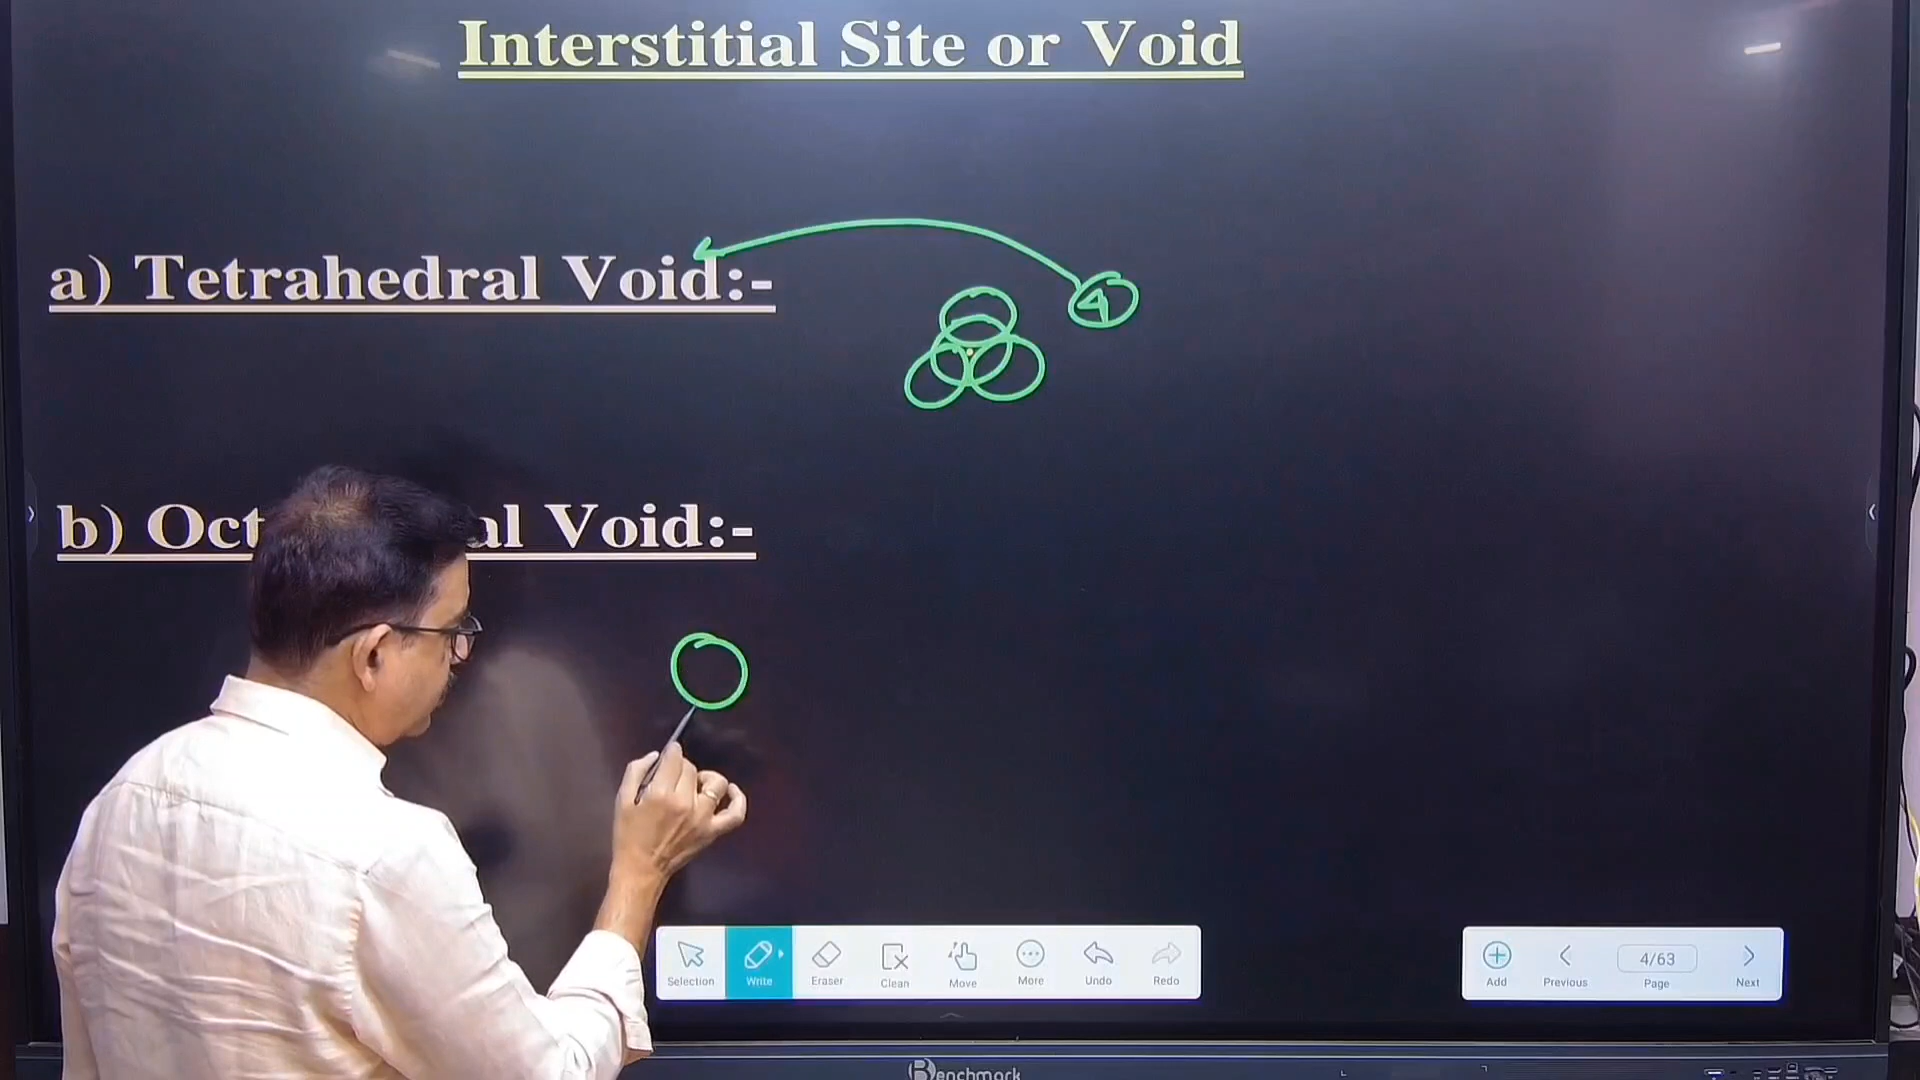 Interstitial Site or Void
a) Tetrahedral Void:-
4
b) Oct al Void:-
Selection
Write
Eraser
Clean
Move
More
Undo
Redo
Add
Previous
4/63
Page
Next
Benchmark